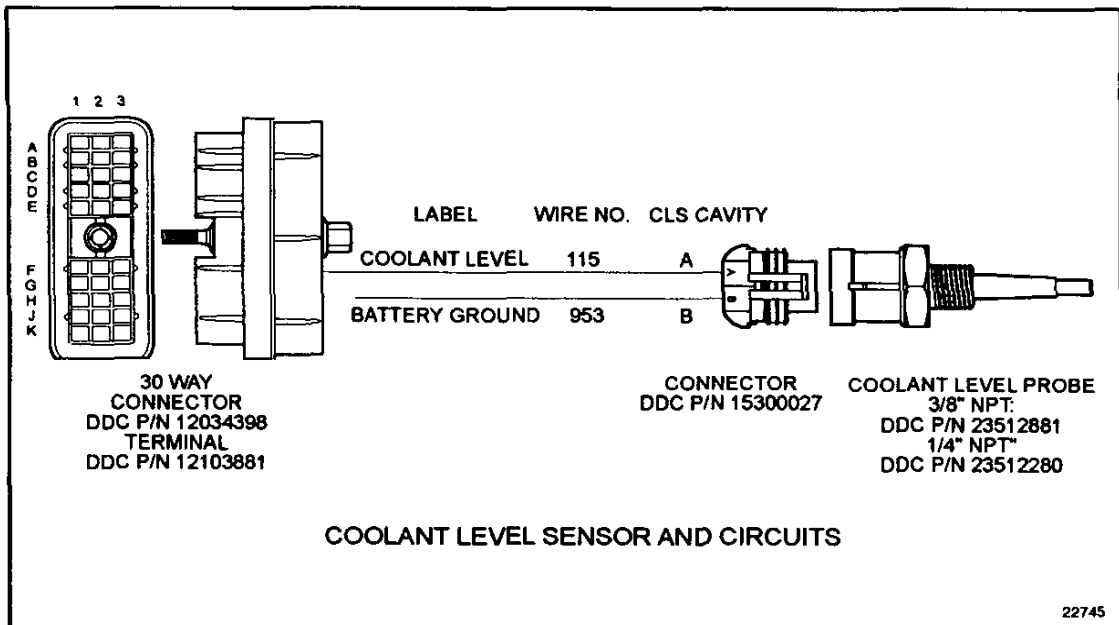 1 2 3
A
B
C
D
E
F
G
H
J
K
LABEL WIRE NO. CLS CAVITY
COOLANT LEVEL 115 A
BATTERY GROUND 953 B
A
B
30 WAY
CONNECTOR
DDC P/N 12034398
TERMINAL
DDC P/N 12103881
CONNECTOR
DDC P/N 15300027
COOLANT LEVEL PROBE
3/8" NPT:
DDC P/N 23512881
1/4" NPT"
DDC P/N 23512280
COOLANT LEVEL SENSOR AND CIRCUITS
22745